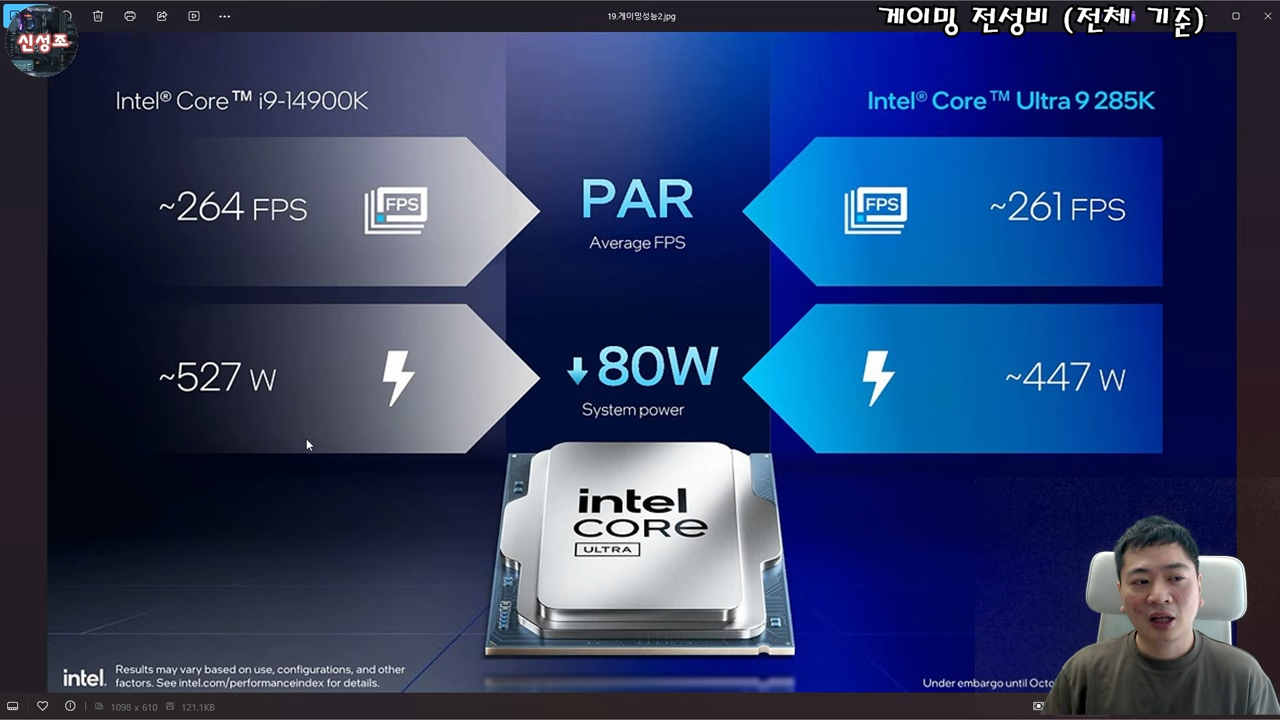 19.게이밍성능2.jpg
게이밍 전성비 (전체 기준)
신성조
Intel® Core™ i9-14900K
Intel® Core™ Ultra 9 285K
~264 FPS
FPS
PAR
Average FPS
FPS
~261 FPS
~527 W
↓80W
System power
~447 W
intel
CORE
ULTRA
intel.
Results may vary based on use, configurations, and other
factors. See intel.com/performanceindex for details.
Under embargo until Octo
1098 x 610
121.1KB